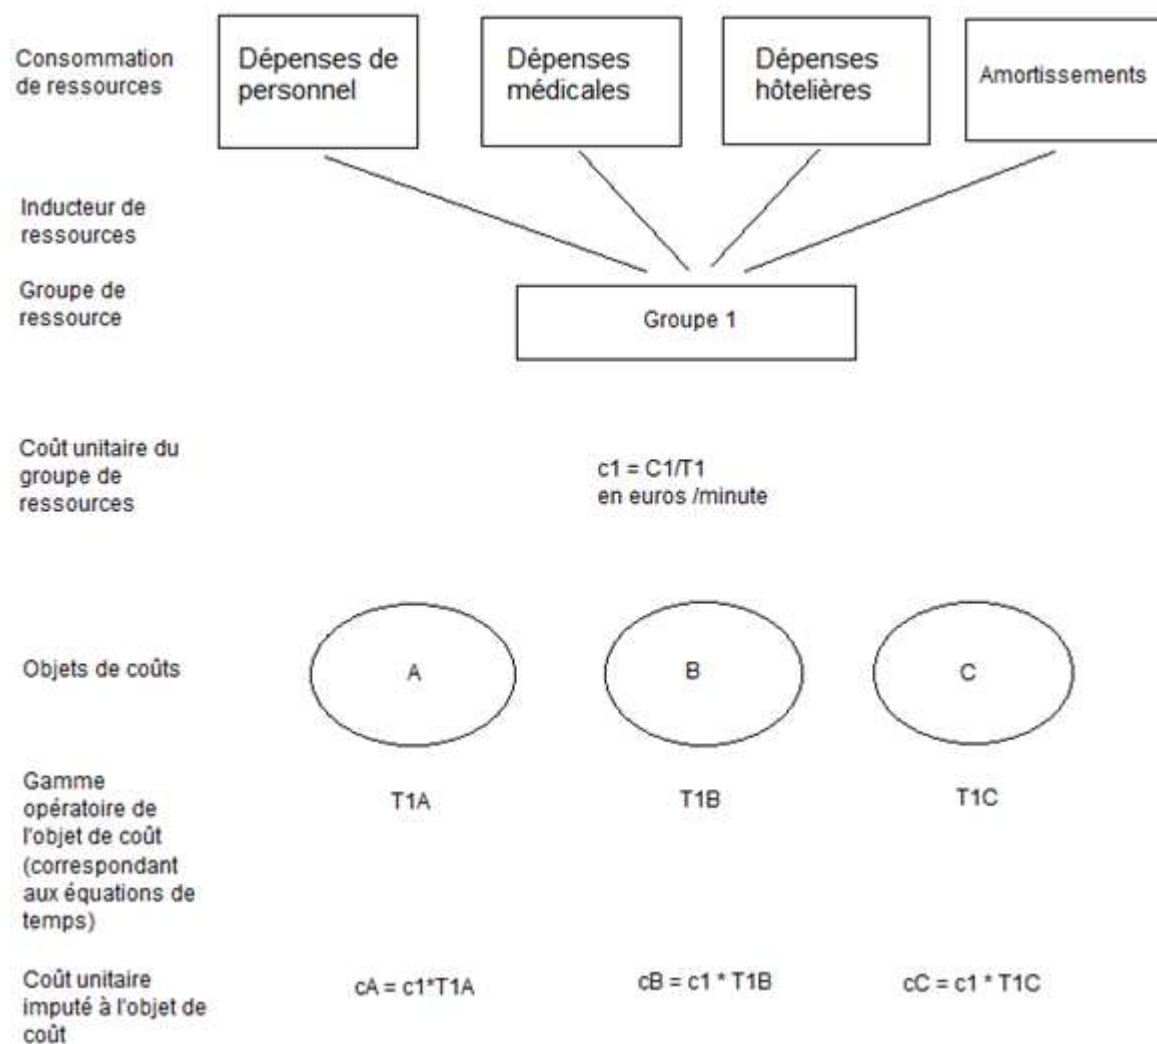 Consommation
de ressources
Dépenses de
personnel
Dépenses
médicales
Dépenses
hôtelières
Amortissements
Inducteur de
ressources
Groupe de
ressource
Groupe 1
Coût unitaire du
groupe de
ressources
c1 = C1/T1
en euros /minute
Objets de coûts
A
B
C
Gamme
opératoire de
l'objet de coût
(correspondant
aux équations de
temps)
T1A
T1B
T1C
Coût unitaire
imputé à l'objet de
coût
cA = c1*T1A
cB = c1 * T1B
cC = c1 * T1C